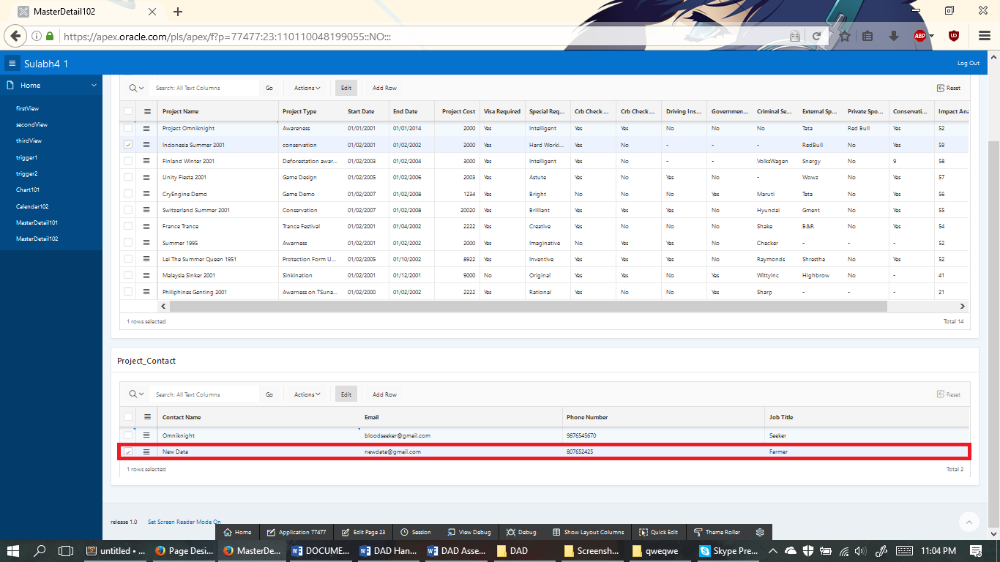 MasterDetail102
https://apex.oracle.com/pls/apex/f?p=77477:23:110110048199055::NO:::
ABP
Sulabh4 1
Log Out
Home
firstView
secondView
thirdView
trigger1
trigger2
Chart101
Calendar102
MasterDetail101
MasterDetail102
Search: All Text Columns Go Actions Edit Add Row Reset
Project Name Project Type Start Date End Date Project Cost Visa Required Special Req... Crb Check ... Crb Check ... Driving Ins... Governmen... Criminal Se... External Sp... Private Spo... Conservati... Impact Ana
Project Omniknight Awareness 01/01/2001 01/01/2014 2000 Yes Intelligent Yes Yes No No No Tata Red Bull Yes 52
Indonesia Summer 2001 conservation 02/02/2001 01/02/2002 2000 Yes Hard Worki... Yes No - - - RedBull No Yes 59
Finland Winter 2001 Deforestation awar... 01/02/2003 01/02/2004 3000 Yes Intelligent Yes No VolksWagen Snergy No 9 58
Unity Fiesta 2001 Game Design 01/02/2005 01/02/2006 2003 Yes Astute Yes No Yes No - Wowz No Yes 57
CryEngine Demo Game Demo 01/02/2007 01/02/2008 1234 Yes Bright No No No Yes Maruti Tata No Yes 56
Switzerland Summer 2001 Conservation 01/02/2007 01/02/2008 20020 Yes Brilliant Yes Yes Yes No Hyundai Gment No Yes 55
France Trance Trance Festival 01/02/2001 01/04/2002 2222 Yes Creative Yes No No No Shake B&R No Yes 54
Summer 1995 Awarness 01/02/2001 01/02/2002 2000 Yes Imaginative No Yes Yes No Checker - - - 52
Lei The Summer Queen 1951 Protection Form U... 01/02/2005 01/10/2002 8922 Yes Inventive Yes Yes Yes No Raymonds Shrestha No Yes 52
Malaysia Sinker 2001 Sinkination 01/02/2001 01/12/2001 9000 No Original Yes Yes No Yes WittyInc Highbrow No - 41
Philiphines Genting 2001 Awarness on TSuna... 01/02/2000 01/02/2002 2222 Yes Rational Yes No No Yes Sharp - - - 21
1 rows selected Total 14
Project_Contact
Search: All Text Columns Go Actions Edit Add Row Reset
Contact Name Email Phone Number Job Title
Omniknight bloodseeker@gmail.com 9876545670 Seeker
New Data newdata@gmail.com 807652425 Farmer
1 rows selected Total 2
release 1.0 Set Screen Reader Mode On
Home Application 77477 Edit Page 23 Session View Debug Debug Show Layout Columns Quick Edit Theme Roller
untitled • ... Page Desi... MasterDe... DOCUME... DAD Han... DAD Asse... DAD Screensh... qweqwe Skype Pre... 11:04 PM